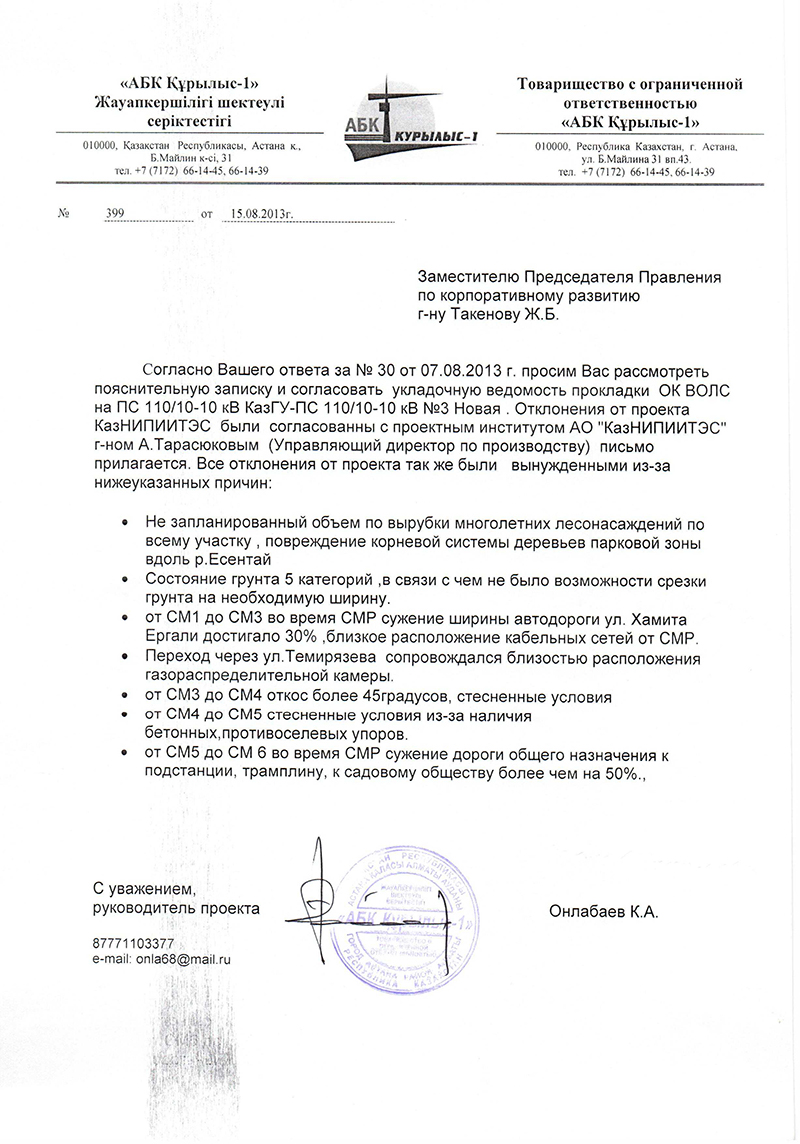 «АБК Құрылыс-1»
Жауапкершілігі шектеулі
серіктестігі
010000, Қазақстан Республикасы, Астана к.,
Б.Майлин к-сі, 31
тел. +7 (7172) 66-14-45, 66-14-39
АБК
КУРЫЛЫС-1
Товарищество с ограниченной
ответственностью
«АБК Құрылыс-1»
010000, Республика Казахстан, г. Астана,
ул. Б.Майлина 31 вп.43.
тел. +7 (7172) 66-14-45, 66-14-39
№ 399 от 15.08.2013г.
Заместителю Председателя Правления
по корпоративному развитию
г-ну Такенову Ж.Б.
Согласно Вашего ответа за № 30 от 07.08.2013 г. просим Вас рассмотреть
пояснительную записку и согласовать укладочную ведомость прокладки ОК ВОЛС
на ПС 110/10-10 кВ КазГУ-ПС 110/10-10 кВ №3 Новая . Отклонения от проекта
КазНИПИИТЭС были согласованны с проектным институтом АО "КазНИПИИТЭС"
г-ном А.Тарасюковым (Управляющий директор по производству) письмо
прилагается. Все отклонения от проекта так же были вынужденными из-за
нижеуказанных причин:
• Не запланированный объем по вырубки многолетних лесонасаждений по
всему участку , повреждение корневой системы деревьев парковой зоны
вдоль р.Есентай
• Состояние грунта 5 категорий ,в связи с чем не было возможности срезки
грунта на необходимую ширину.
• от СМ1 до СМ3 во время СМР сужение ширины автодороги ул. Хамита
Ергали достигало 30% ,близкое расположение кабельных сетей от СМР.
• Переход через ул.Темирязева сопровождался близостью расположения
газораспределительной камеры.
• от СМ3 до СМ4 откос более 45градусов, стесненные условия
• от СМ4 до СМ5 стесненные условия из-за наличия
бетонных,противоселевых упоров.
• от СМ5 до СМ 6 во время СМР сужение дороги общего назначения к
подстанции, трамплину, к садовому обществу более чем на 50%.,
С уважением,
руководитель проекта
Онлабаев К.А.
«АБК Құрылыс-1»
87771103377
e-mail: onla68@mail.ru